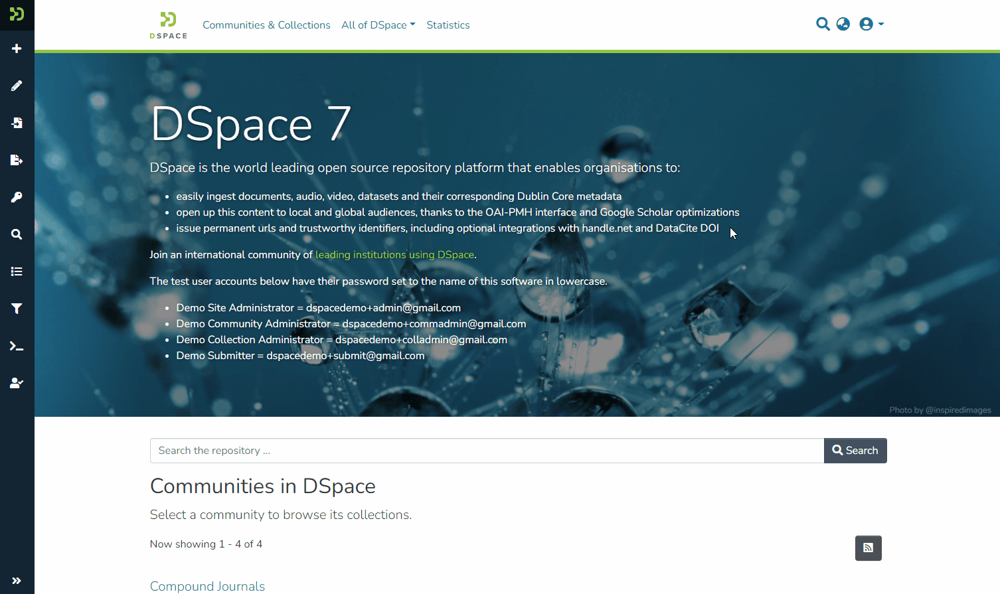 DSPACE
Communities & Collections All of DSpace Statistics
DSpace 7
DSpace is the world leading open source repository platform that enables organisations to:
• easily ingest documents, audio, video, datasets and their corresponding Dublin Core metadata
• open up this content to local and global audiences, thanks to the OAI-PMH interface and Google Scholar optimizations
• issue permanent urls and trustworthy identifiers, including optional integrations with handle.net and DataCite DOI
Join an international community of leading institutions using DSpace.
The test user accounts below have their password set to the name of this software in lowercase.
• Demo Site Administrator = dspacedemo+admin@gmail.com
• Demo Community Administrator = dspacedemo+commadmin@gmail.com
• Demo Collection Administrator = dspacedemo+colladmin@gmail.com
• Demo Submitter = dspacedemo+submit@gmail.com
Photo by @inspiredimages
Search the repository ... Search
Communities in DSpace
Select a community to browse its collections.
Now showing 1 - 4 of 4
Compound Journals